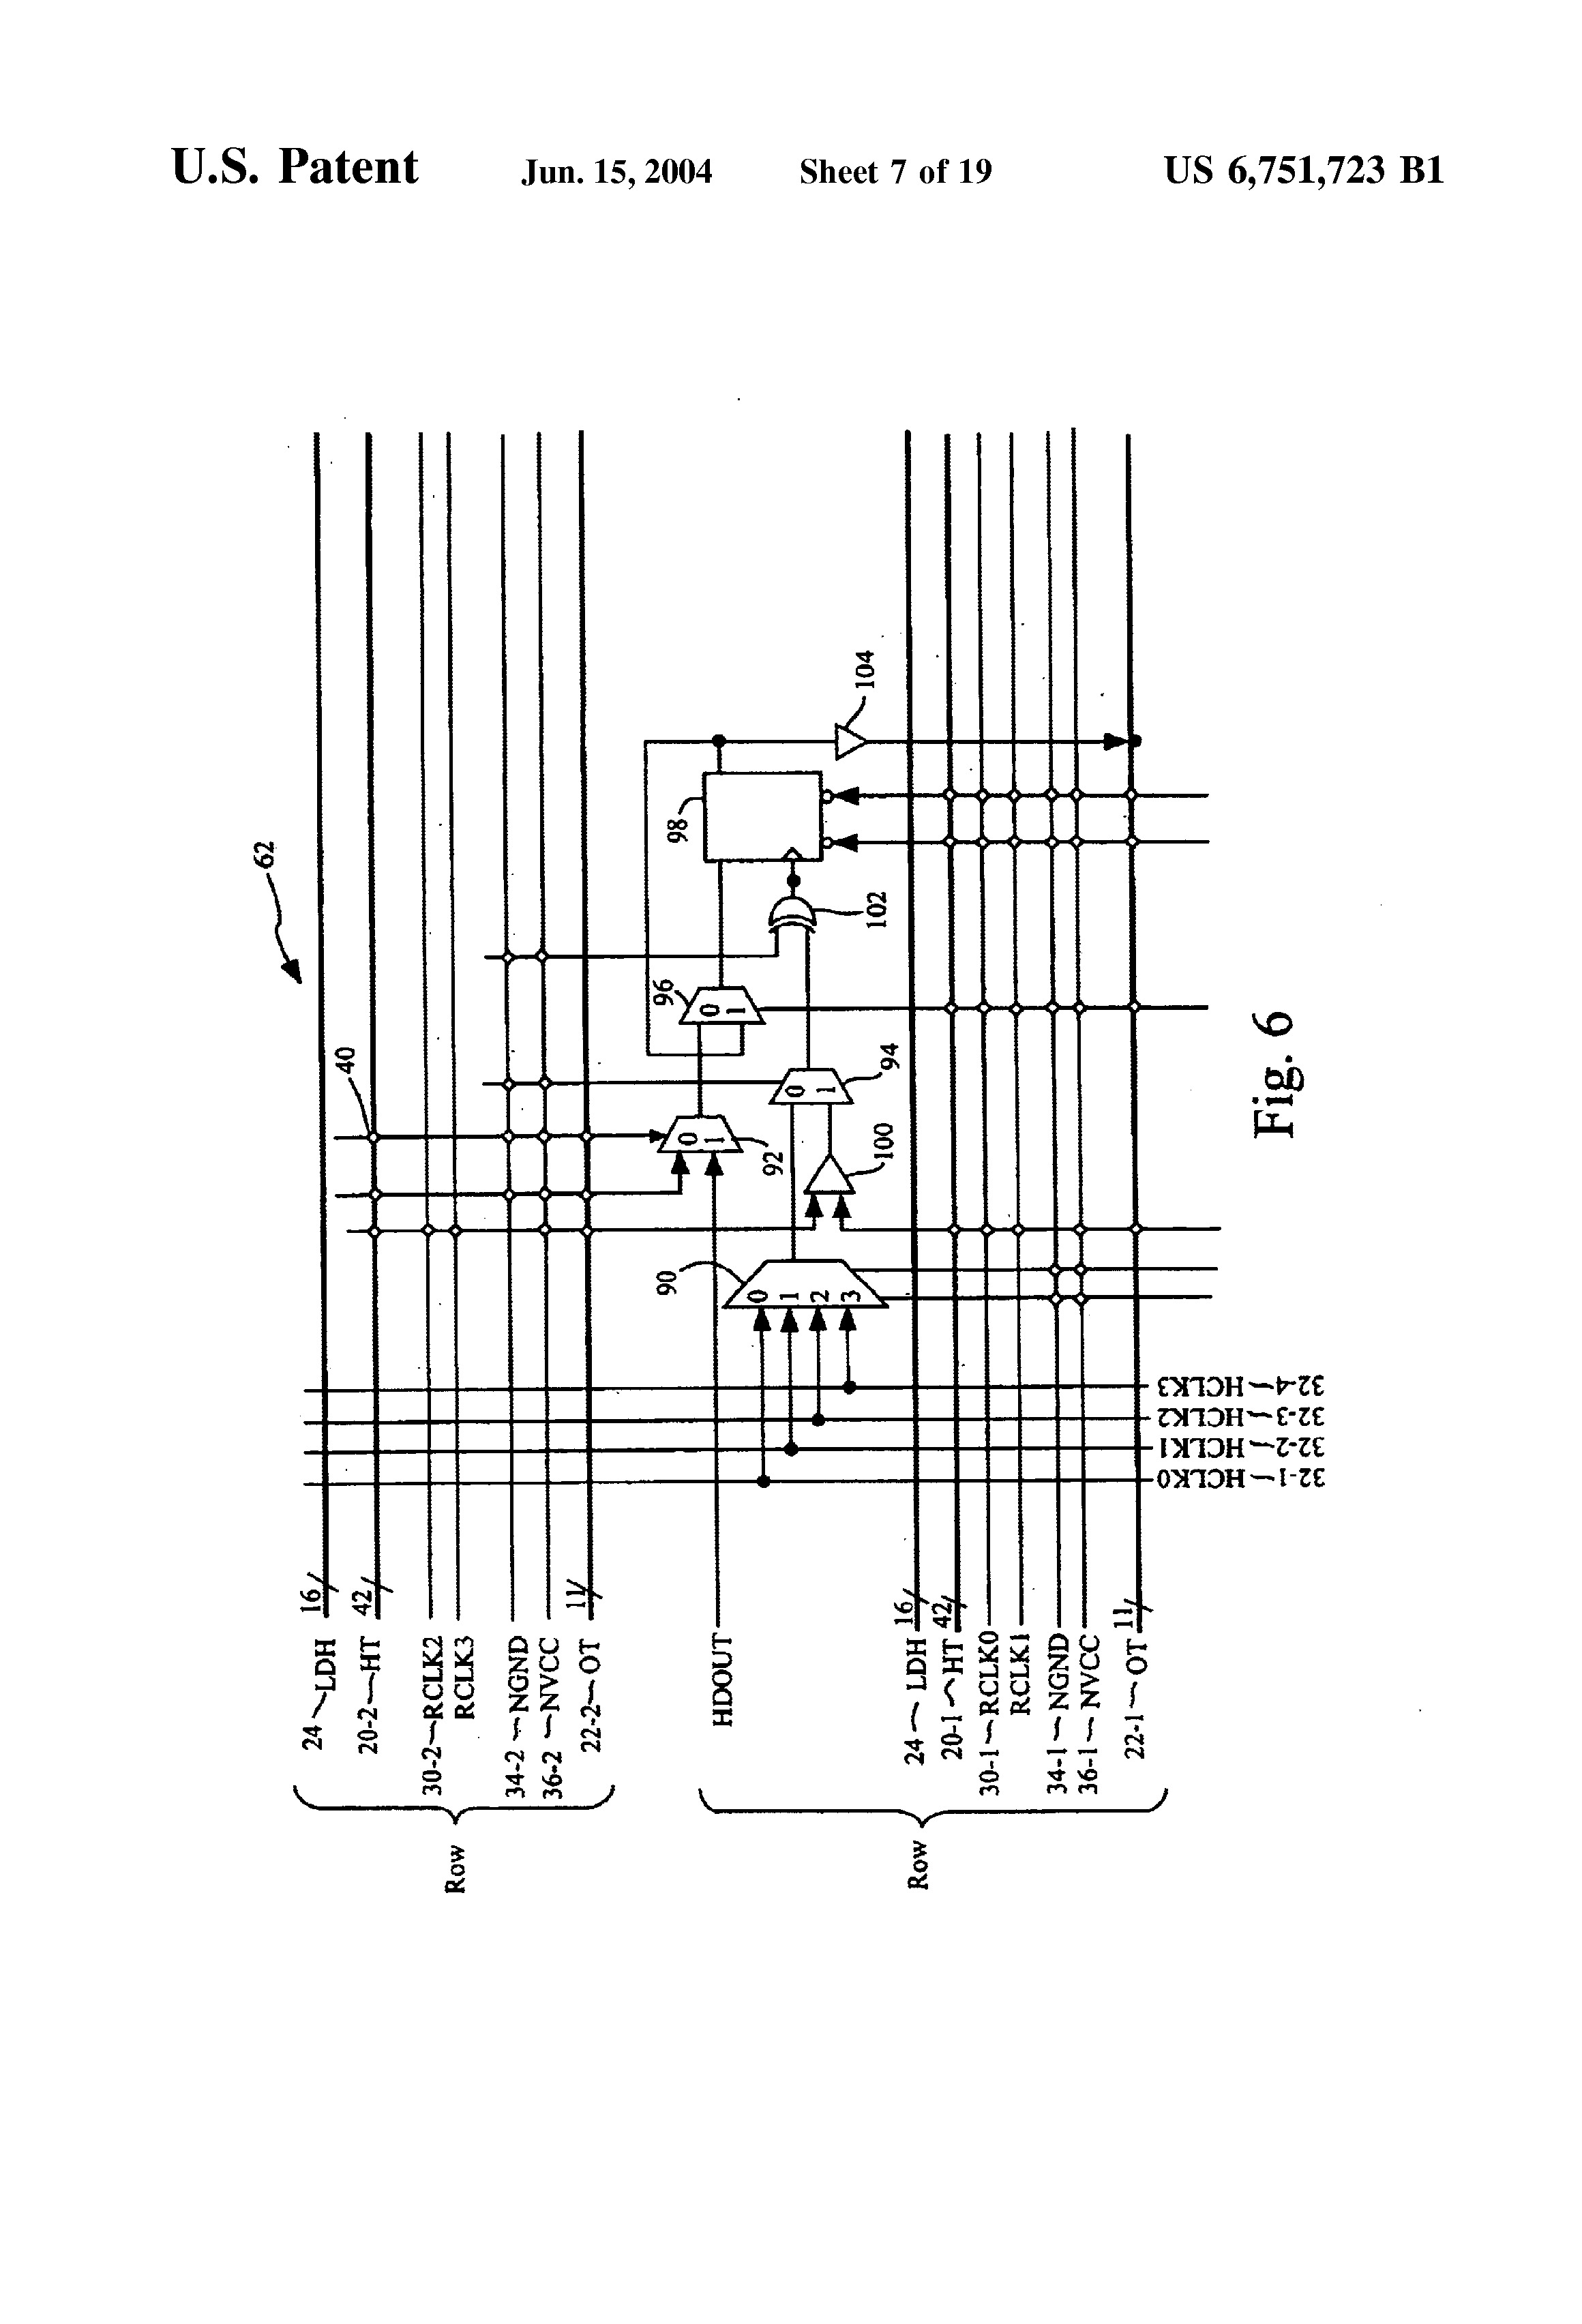 U.S. Patent Jun. 15, 2004 Sheet 7 of 19 US 6,751,723 B1
62
40
24 LDH 16
20-2 HT 42
30-2 RCLK2
RCLK3
34-2 NGND
36-2 NVCC
22-2 OT 11
Row
HDOUT
90
0
1
2
3
92
0
1
100
94
0
1
96
0
1
102
98
104
24 LDH 16
20-1 HT 42
30-1 RCLK0
RCLK1
34-1 NGND
36-1 NVCC
22-1 OT 11
Row
32-4 HCLK3
32-3 HCLK2
32-2 HCLK1
32-1 HCLK0
Fig. 6